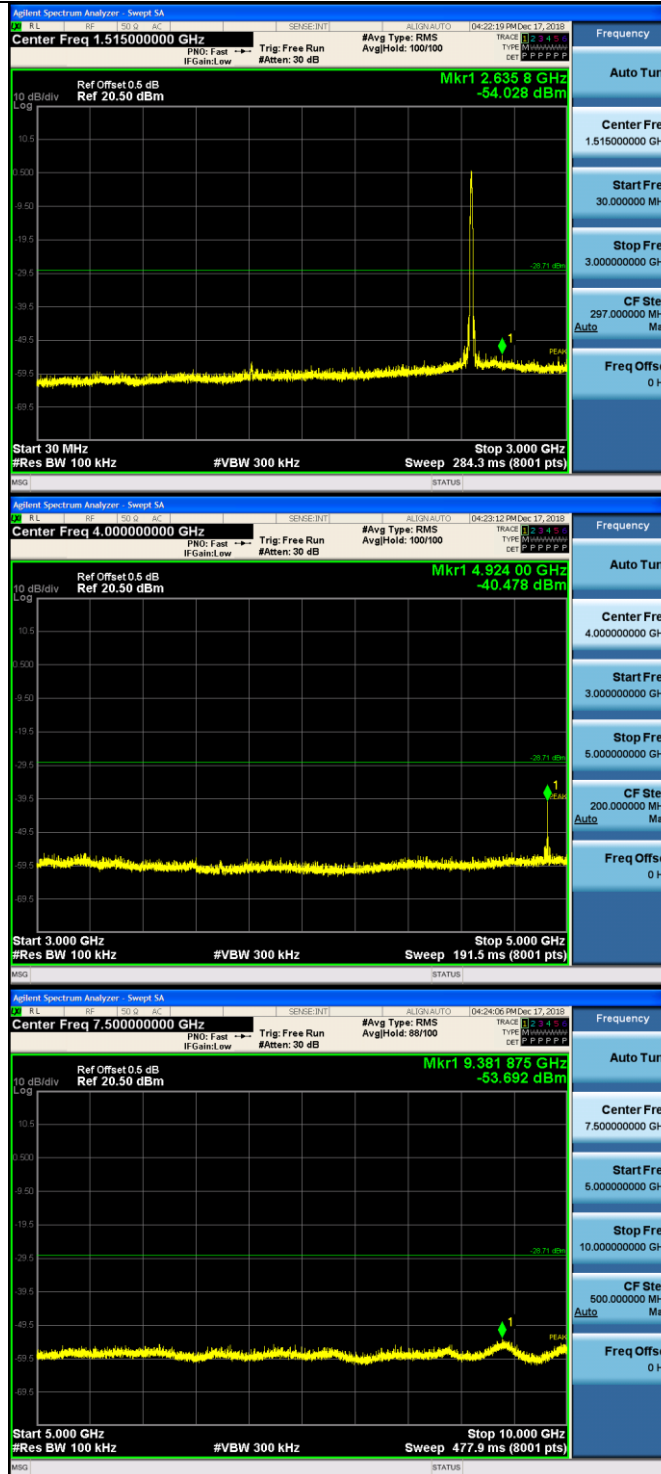 Agilent Spectrum Analyzer - Swept SA
RL RF 50 Ω AC SENSE:INT ALIGNAUTO 04:22:19 PM Dec 17, 2018
Center Freq 1.515000000 GHz #Avg Type: RMS TRACE 1 2 3 4 5 6
PNO: Fast Trig: Free Run Avg|Hold: 100/100 TYPE M
IFGain:Low #Atten: 30 dB DET P P P P P P
Mkr1 2.635 8 GHz
-54.028 dBm
Ref Offset 0.5 dB
10 dB/div Ref 20.50 dBm
Log
10.5
0.500
-9.50
-19.5
-28.71 dBm
-29.5
-39.5
-49.5
1
PEAK
-59.5
-69.5
Start 30 MHz Stop 3.000 GHz
#Res BW 100 kHz #VBW 300 kHz Sweep 284.3 ms (8001 pts)
MSG STATUS
Frequency
Auto Tun
Center Fre
1.515000000 GH
Start Fre
30.000000 MH
Stop Fre
3.000000000 GH
CF Ste
297.000000 MH
Auto Ma
Freq Offse
0 H
Agilent Spectrum Analyzer - Swept SA
RL RF 50 Ω AC SENSE:INT ALIGNAUTO 04:23:12 PM Dec 17, 2018
Center Freq 4.000000000 GHz #Avg Type: RMS TRACE 1 2 3 4 5 6
PNO: Fast Trig: Free Run Avg|Hold: 100/100 TYPE M
IFGain:Low #Atten: 30 dB DET P P P P P P
Mkr1 4.924 00 GHz
-40.478 dBm
Ref Offset 0.5 dB
10 dB/div Ref 20.50 dBm
Log
10.5
0.500
-9.50
-19.5
-28.71 dBm
-29.5
1
PEAK
-39.5
-49.5
-59.5
-69.5
Start 3.000 GHz Stop 5.000 GHz
#Res BW 100 kHz #VBW 300 kHz Sweep 191.5 ms (8001 pts)
MSG STATUS
Frequency
Auto Tun
Center Fre
4.000000000 GH
Start Fre
3.000000000 GH
Stop Fre
5.000000000 GH
CF Ste
200.000000 MH
Auto Ma
Freq Offse
0 H
Agilent Spectrum Analyzer - Swept SA
RL RF 50 Ω AC SENSE:INT ALIGNAUTO 04:24:06 PM Dec 17, 2018
Center Freq 7.500000000 GHz #Avg Type: RMS TRACE 1 2 3 4 5 6
PNO: Fast Trig: Free Run Avg|Hold: 88/100 TYPE M
IFGain:Low #Atten: 30 dB DET P P P P P P
Mkr1 9.381 875 GHz
-53.692 dBm
Ref Offset 0.5 dB
10 dB/div Ref 20.50 dBm
Log
10.5
0.500
-9.50
-19.5
-28.71 dBm
-29.5
-39.5
-49.5
1
PEAK
-59.5
-69.5
Start 5.000 GHz Stop 10.000 GHz
#Res BW 100 kHz #VBW 300 kHz Sweep 477.9 ms (8001 pts)
MSG STATUS
Frequency
Auto Tun
Center Fre
7.500000000 GH
Start Fre
5.000000000 GH
Stop Fre
10.000000000 GH
CF Ste
500.000000 MH
Auto Ma
Freq Offse
0 H